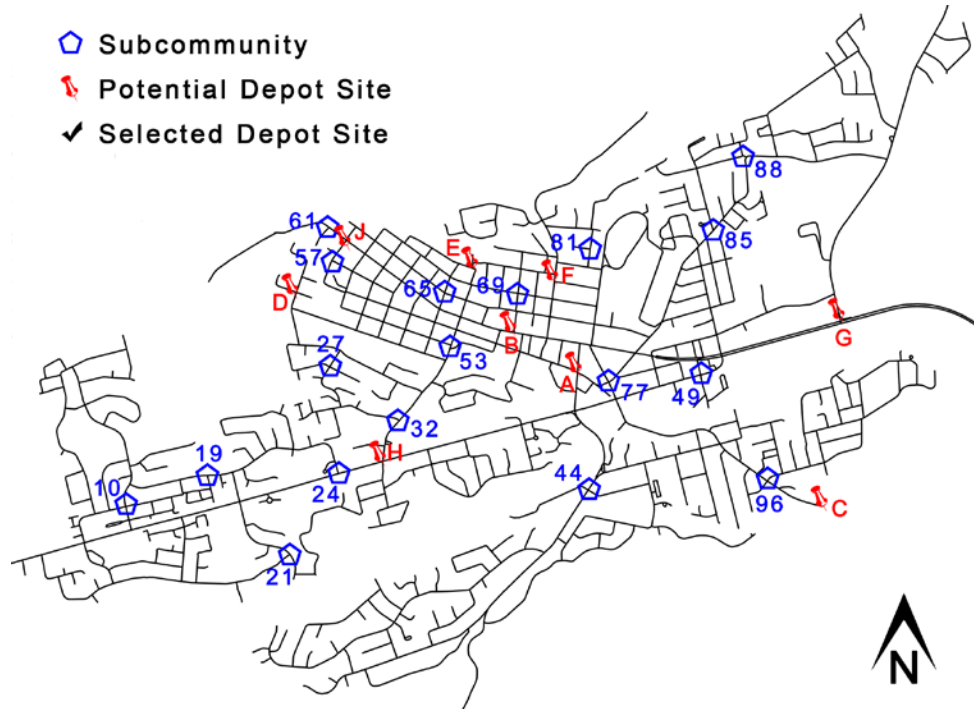 Subcommunity
Potential Depot Site
Selected Depot Site
88
61
J
81
85
E
F
57
D
65
69
G
B
27
53
A
77
49
32
H
19
24
44
10
96
C
21
N